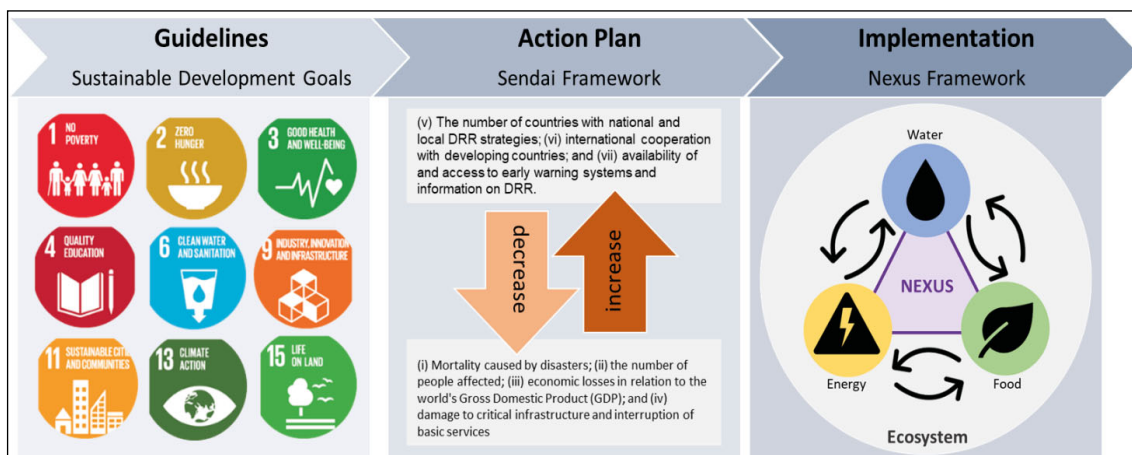 Guidelines
Sustainable Development Goals
1 NO
POVERTY
2 ZERO
HUNGER
3 GOOD HEALTH
AND WELL-BEING
4 QUALITY
EDUCATION
6 CLEAN WATER
AND SANITATION
9 INDUSTRY, INNOVATION
AND INFRASTRUCTURE
11 SUSTAINABLE CITIE
AND COMMUNITIES
13 CLIMATE
ACTION
15 LIFE
ON LAND
Action Plan
Sendai Framework
(v) The number of countries with national and
local DRR strategies; (vi) international cooperation
with developing countries; and (vii) availability of
and access to early warning systems and
information on DRR.
decrease
increase
(i) Mortality caused by disasters; (ii) the number of
people affected; (iii) economic losses in relation to the
world's Gross Domestic Product (GDP); and (iv)
damage to critical infrastructure and interruption of
basic services
Implementation
Nexus Framework
Water
NEXUS
Energy
Food
Ecosystem